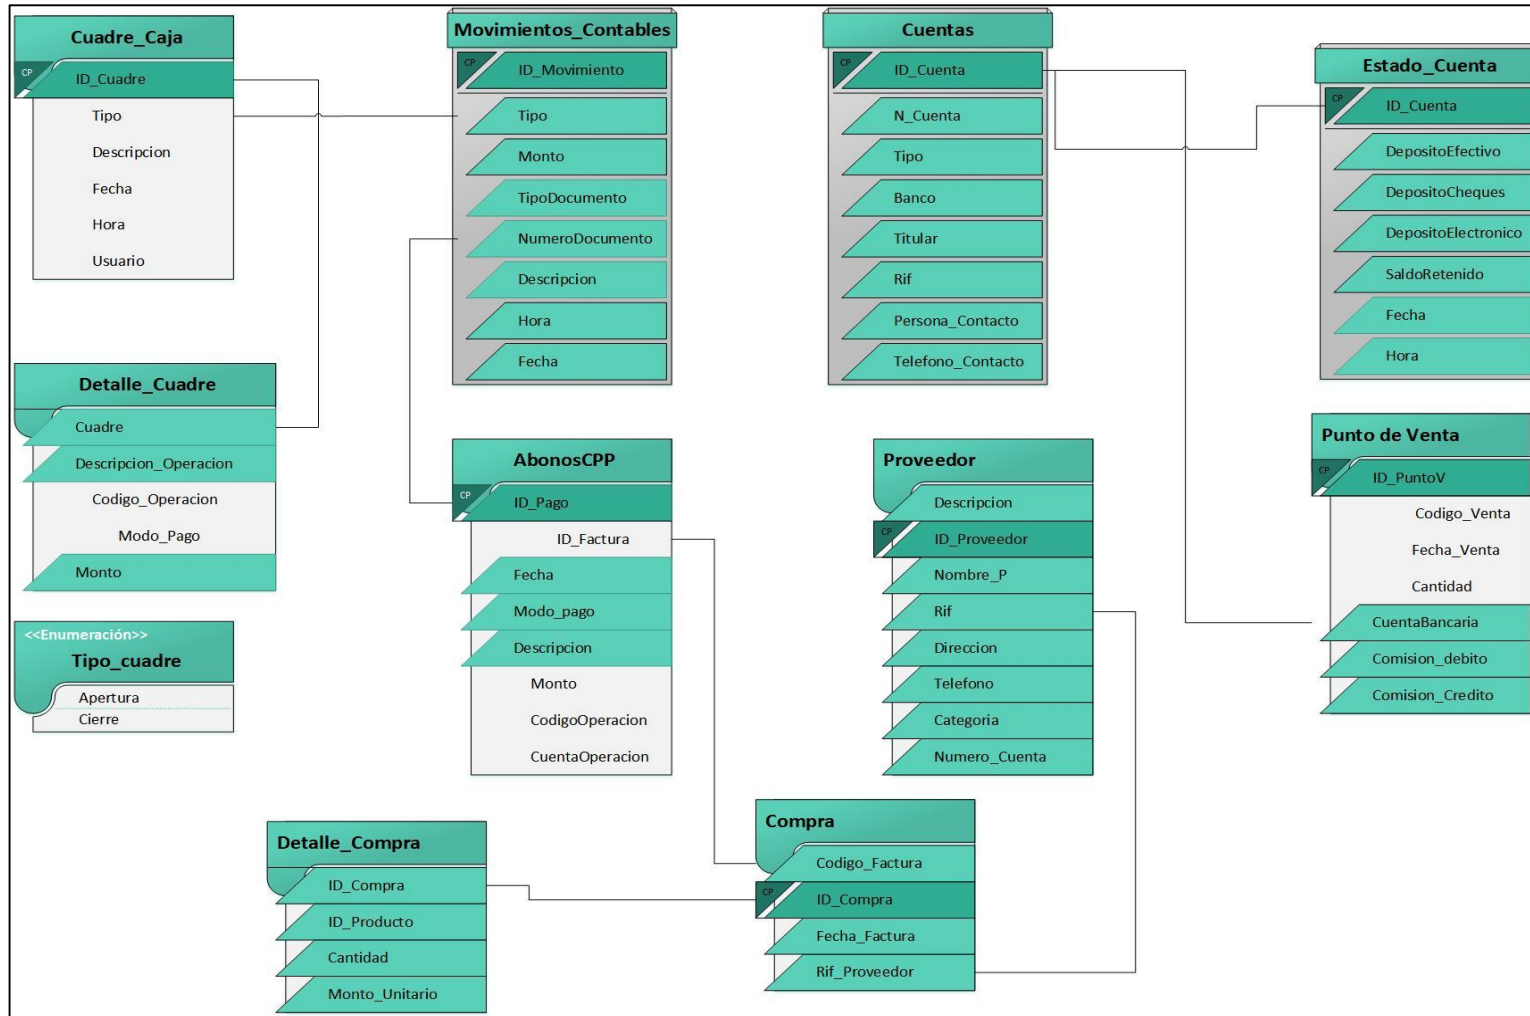 Cuadre_Caja
CP
ID_Cuadre
Tipo
Descripcion
Fecha
Hora
Usuario
Movimientos_Contables
CP
ID_Movimiento
Tipo
Monto
TipoDocumento
NumeroDocumento
Descripcion
Hora
Fecha
Cuentas
CP
ID_Cuenta
N_Cuenta
Tipo
Banco
Titular
Rif
Persona_Contacto
Telefono_Contacto
Estado_Cuenta
CP
ID_Cuenta
DepositoEfectivo
DepositoCheques
DepositoElectronico
SaldoRetenido
Fecha
Hora
Detalle_Cuadre
Cuadre
Descripcion_Operacion
Codigo_Operacion
Modo_Pago
Monto
<<Enumeración>>
Tipo_cuadre
Apertura
Cierre
AbonosCPP
CP
ID_Pago
ID_Factura
Fecha
Modo_pago
Descripcion
Monto
CodigoOperacion
CuentaOperacion
Proveedor
Descripcion
CP
ID_Proveedor
Nombre_P
Rif
Direccion
Telefono
Categoria
Numero_Cuenta
Punto de Venta
CP
ID_PuntoV
Codigo_Venta
Fecha_Venta
Cantidad
CuentaBancaria
Comision_debito
Comision_Credito
Detalle_Compra
ID_Compra
ID_Producto
Cantidad
Monto_Unitario
Compra
Codigo_Factura
CP
ID_Compra
Fecha_Factura
Rif_Proveedor